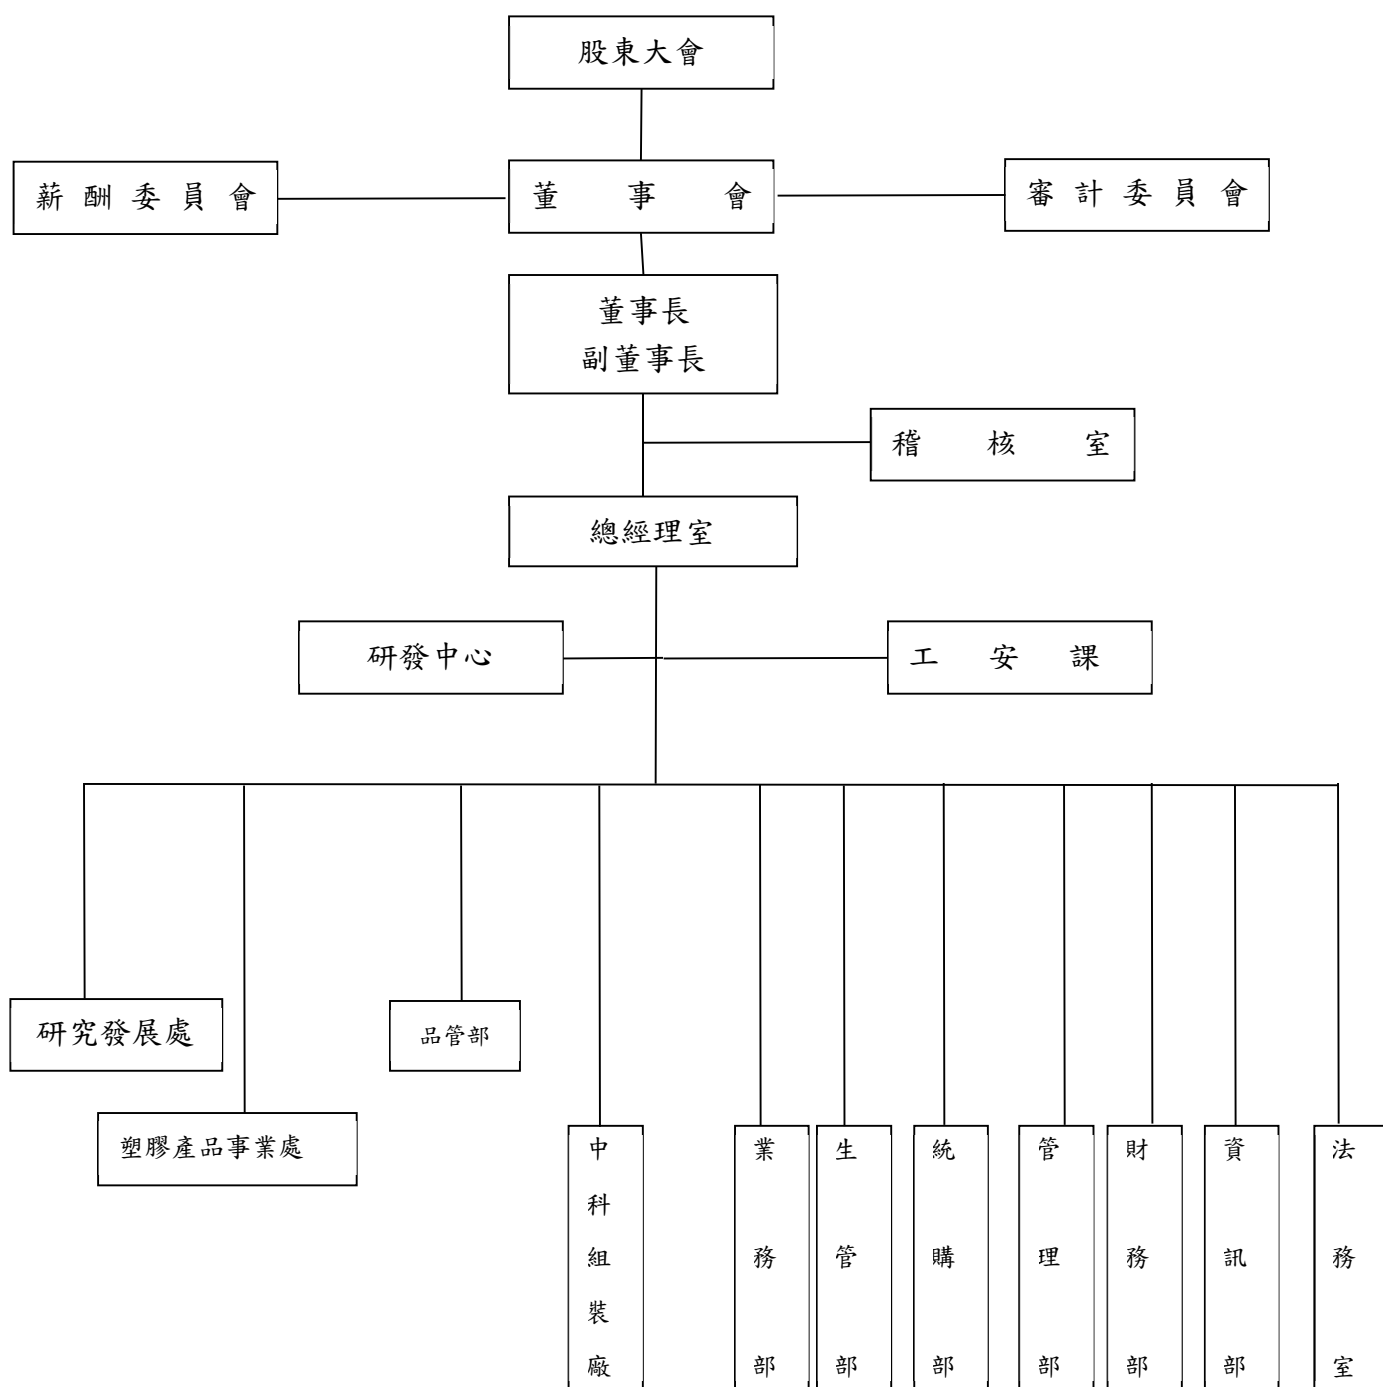 股東大會
薪酬委員會
董事會
審計委員會
董事長
副董事長
稽核室
總經理室
研發中心
工安課
研究發展處
品管部
塑膠產品事業處
中科組裝廠
業務部
生管部
統購部
管理部
財務部
資訊部
法務室